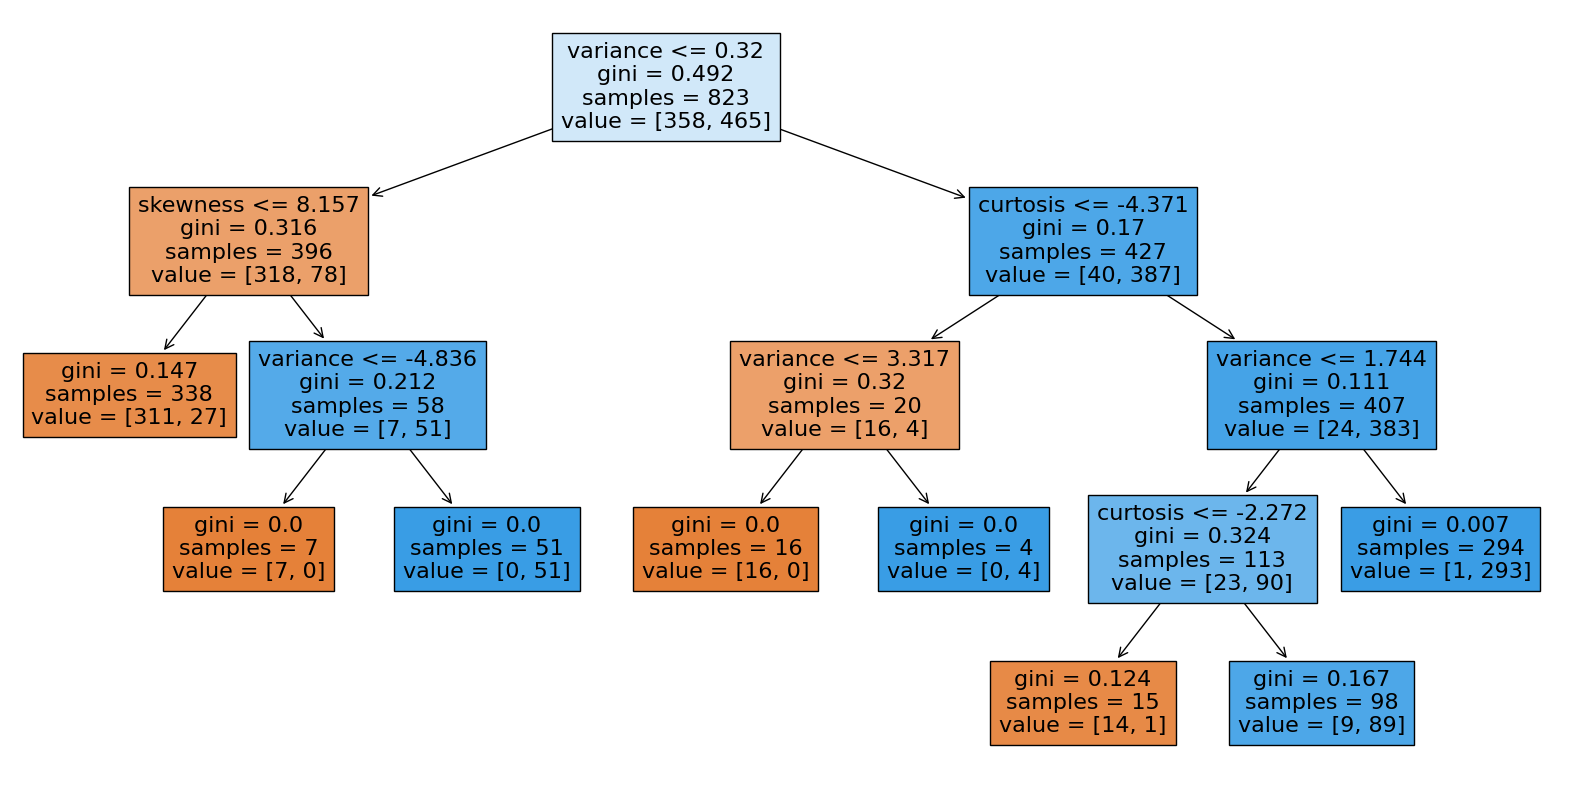 variance <= 0.32
gini = 0.492
samples = 823
value = [358, 465]
skewness <= 8.157
gini = 0.316
samples = 396
value = [318, 78]
curtosis <= -4.371
gini = 0.17
samples = 427
value = [40, 387]
gini = 0.147
samples = 338
value = [311, 27]
variance <= -4.836
gini = 0.212
samples = 58
value = [7, 51]
variance <= 3.317
gini = 0.32
samples = 20
value = [16, 4]
variance <= 1.744
gini = 0.111
samples = 407
value = [24, 383]
gini = 0.0
samples = 7
value = [7, 0]
gini = 0.0
samples = 51
value = [0, 51]
gini = 0.0
samples = 16
value = [16, 0]
gini = 0.0
samples = 4
value = [0, 4]
curtosis <= -2.272
gini = 0.324
samples = 113
value = [23, 90]
gini = 0.007
samples = 294
value = [1, 293]
gini = 0.124
samples = 15
value = [14, 1]
gini = 0.167
samples = 98
value = [9, 89]